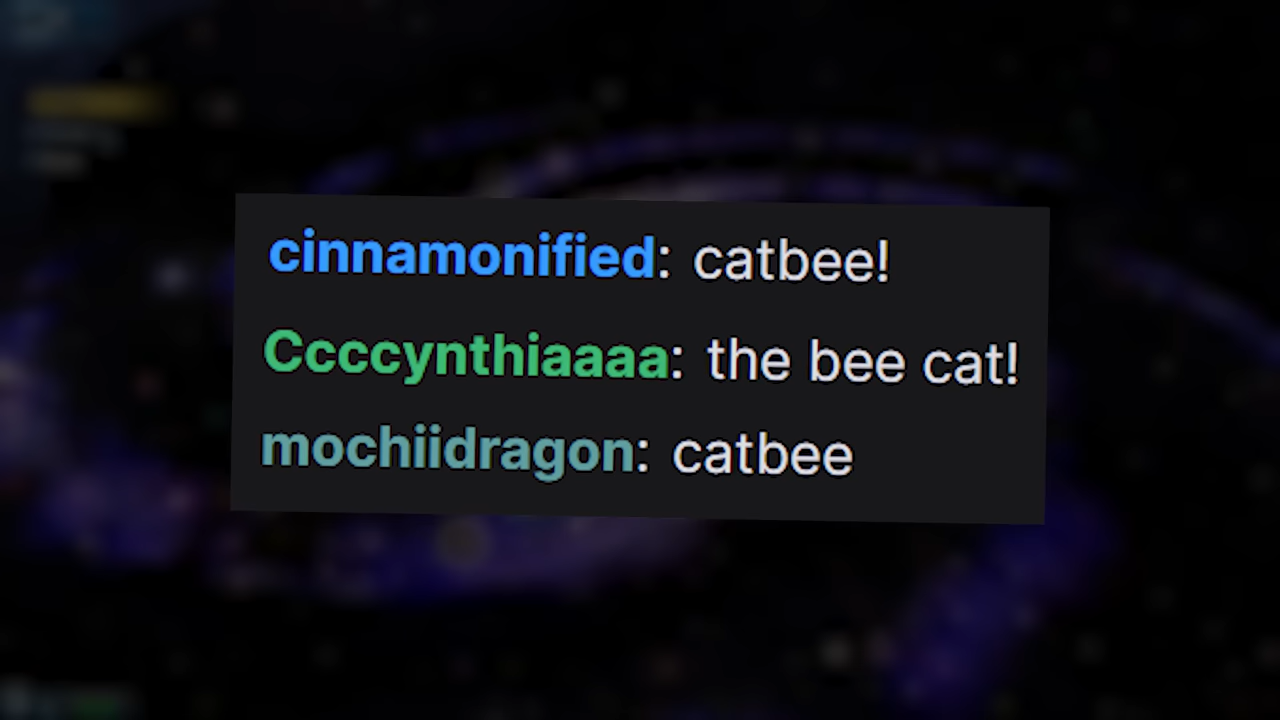 cinnamonified: catbee!
Ccccynthiaaaa: the bee cat!
mochiidragon: catbee